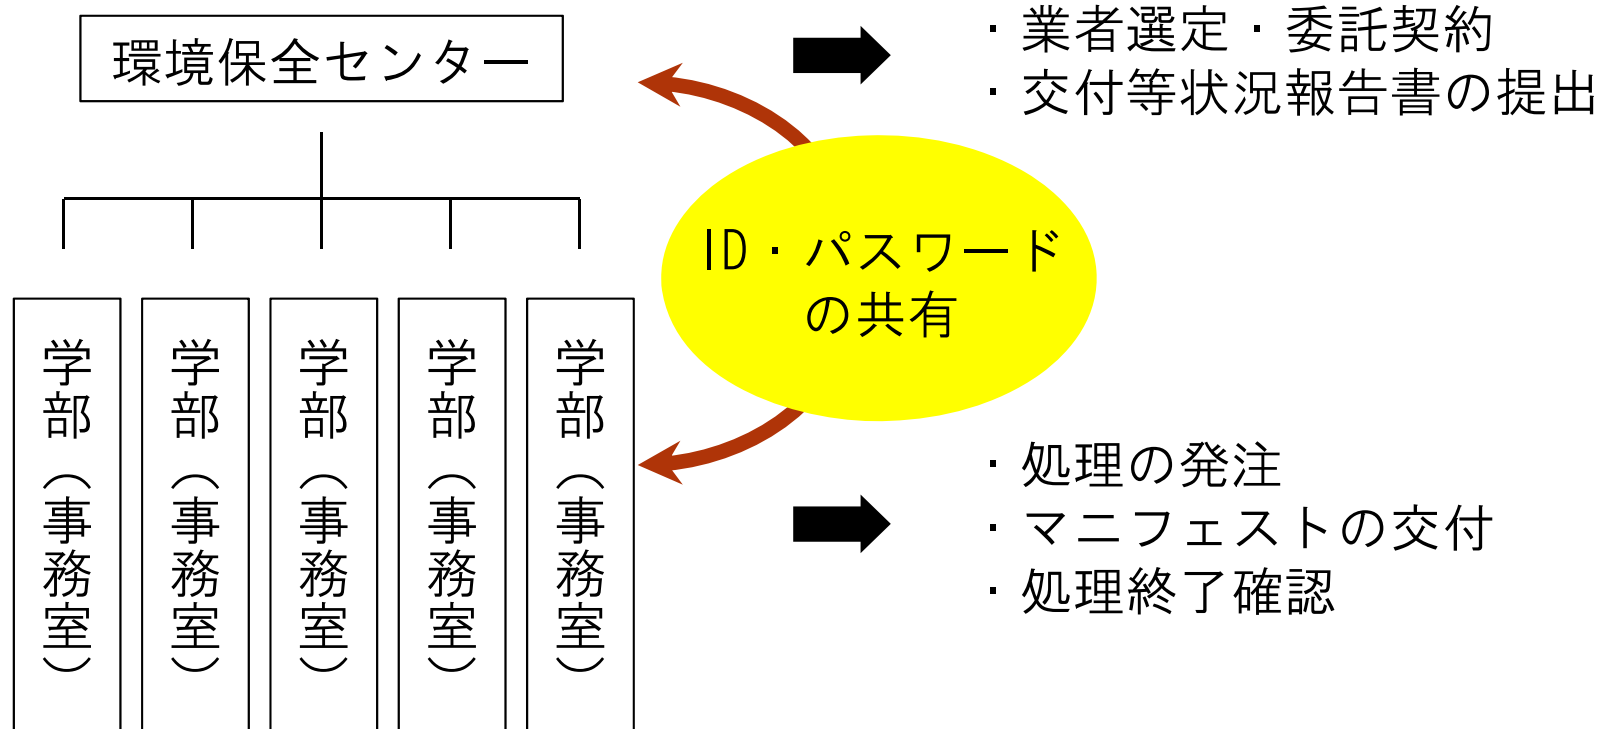 環境保全センター
・業者選定・委託契約
・交付等状況報告書の提出
ID・パスワード
の共有
学部（事務室）
学部（事務室）
学部（事務室）
学部（事務室）
学部（事務室）
・処理の発注
・マニフェストの交付
・処理終了確認